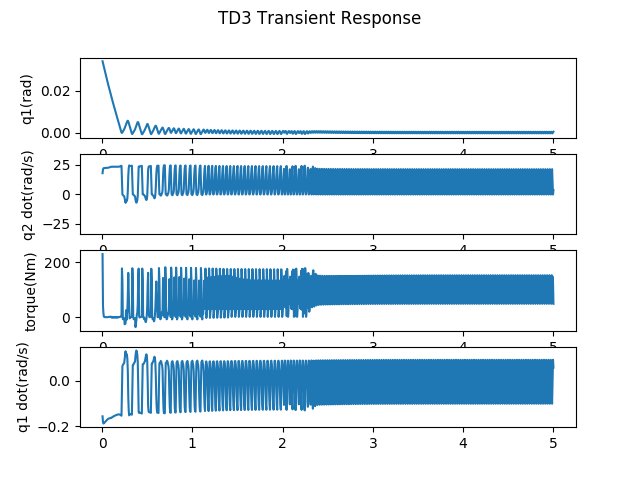 TD3 Transient Response
q1(rad)
0.02
0.00
0 1 2 3 4 5
q2 dot(rad/s)
25
0
−25
0 1 2 3 4 5
torque(Nm)
200
0
0 1 2 3 4 5
q1 dot(rad/s)
0.0
−0.2
0 1 2 3 4 5